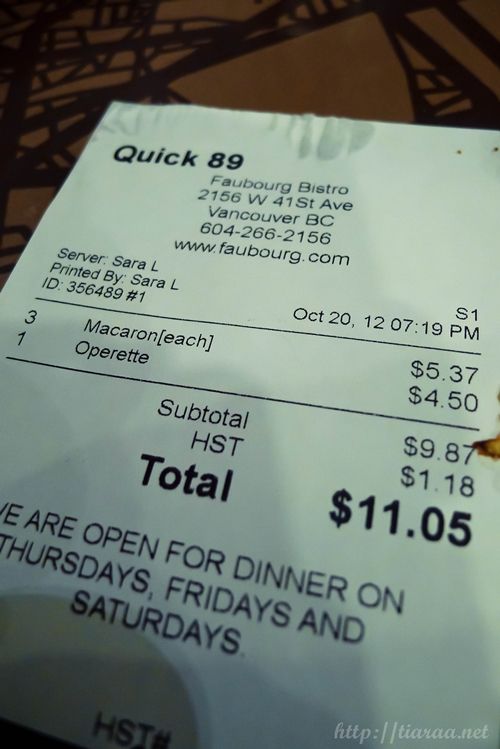 Quick 89
Faubourg Bistro
2156 W 41St Ave
Vancouver BC
604-266-2156
www.faubourg.com
Server: Sara L
Printed By: Sara L
ID: 356489 #1
S1
Oct 20, 12 07:19 PM
3 Macaron[each] $5.37
1 Operette $4.50
Subtotal $9.87
HST $1.18
Total $11.05
WE ARE OPEN FOR DINNER ON
THURSDAYS, FRIDAYS AND
SATURDAYS.
HST#
http://tiaraa.net